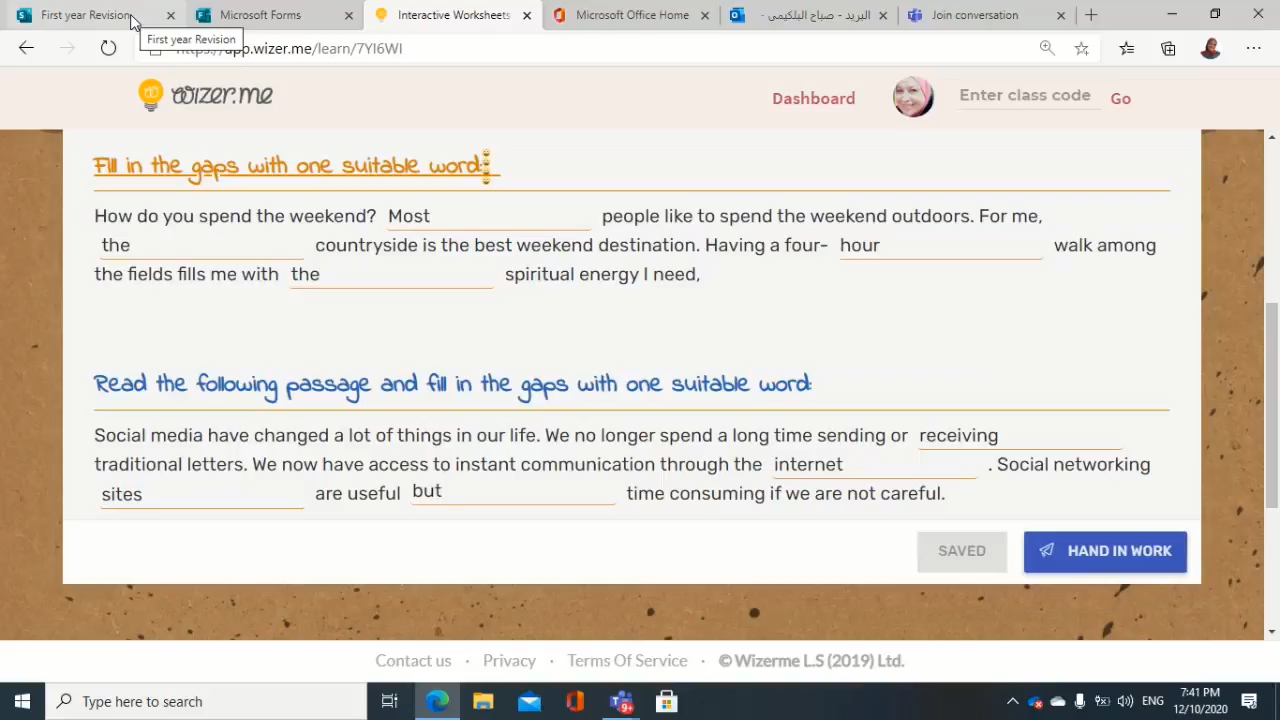 First year Revision
Microsoft Forms
Interactive Worksheets
Microsoft Office Home
البريد - صباح البلكيمى -
Join conversation
First year Revision
https://app.wizer.me/learn/7YI6WI
wizer.me
Dashboard
Enter class code
Go
Fill in the gaps with one suitable word:
How do you spend the weekend? Most people like to spend the weekend outdoors. For me,
the countryside is the best weekend destination. Having a four- hour walk among
the fields fills me with the spiritual energy I need,
Read the following passage and fill in the gaps with one suitable word:
Social media have changed a lot of things in our life. We no longer spend a long time sending or receiving
traditional letters. We now have access to instant communication through the internet . Social networking
sites are useful but time consuming if we are not careful.
SAVED
HAND IN WORK
Contact us · Privacy · Terms Of Service · © Wizerme L.S (2019) Ltd.
Type here to search
9+
ENG
7:41 PM
12/10/2020